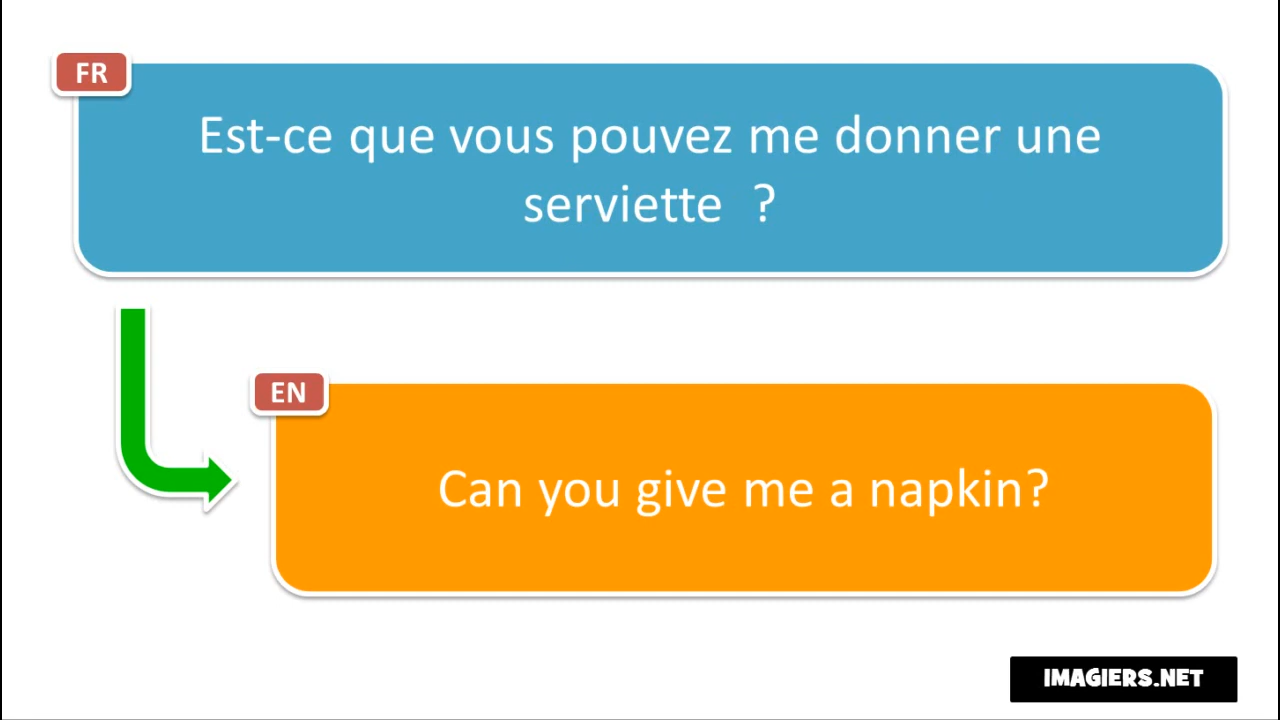 FR
Est-ce que vous pouvez me donner une
serviette ?
EN
Can you give me a napkin?
IMAGIERS.NET